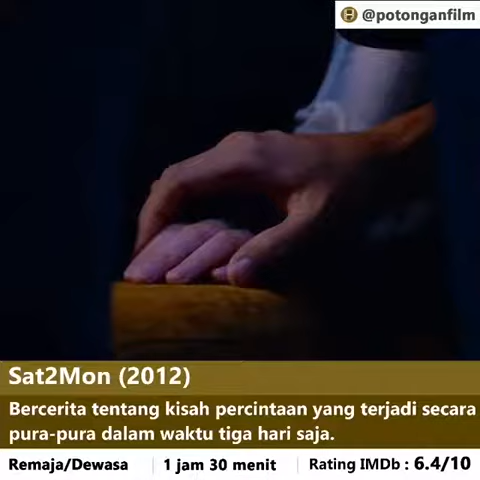 @potonganfilm
Sat2Mon (2012)
Bercerita tentang kisah percintaan yang terjadi secara
pura-pura dalam waktu tiga hari saja.
Remaja/Dewasa
1 jam 30 menit
Rating IMDb : 6.4/10